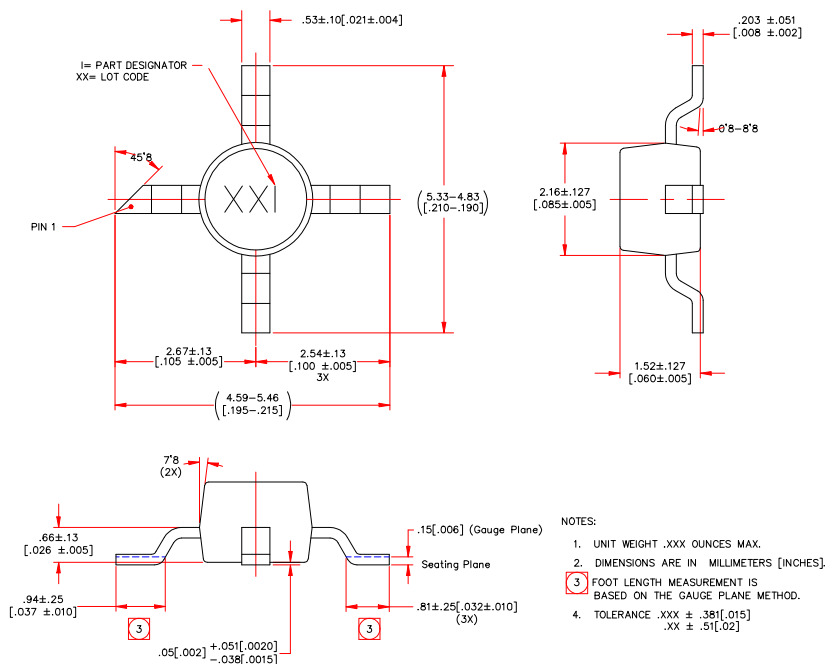 .53±.10[.021±.004]
I= PART DESIGNATOR
XX= LOT CODE
45°8
XXI
PIN 1
5.33–4.83
[.210–.190]
2.67±.13
[.105 ±.005]
2.54±.13
[.100 ±.005]
3X
4.59–5.46
[.195–.215]
.203 ±.051
[.008 ±.002]
0°8–8°8
2.16±.127
[.085±.005]
1.52±.127
[.060±.005]
7°8
(2X)
.66±.13
[.026 ±.005]
.15[.006] (Gauge Plane)
Seating Plane
.94±.25
[.037 ±.010]
.81±.25[.032±.010]
(3X)
3
3
.05[.002] +.051[.0020]
–.038[.0015]
NOTES:
1. UNIT WEIGHT .XXX OUNCES MAX.
2. DIMENSIONS ARE IN MILLIMETERS [INCHES].
3 FOOT LENGTH MEASUREMENT IS
BASED ON THE GAUGE PLANE METHOD.
4. TOLERANCE .XXX ± .381[.015]
.XX ± .51[.02]